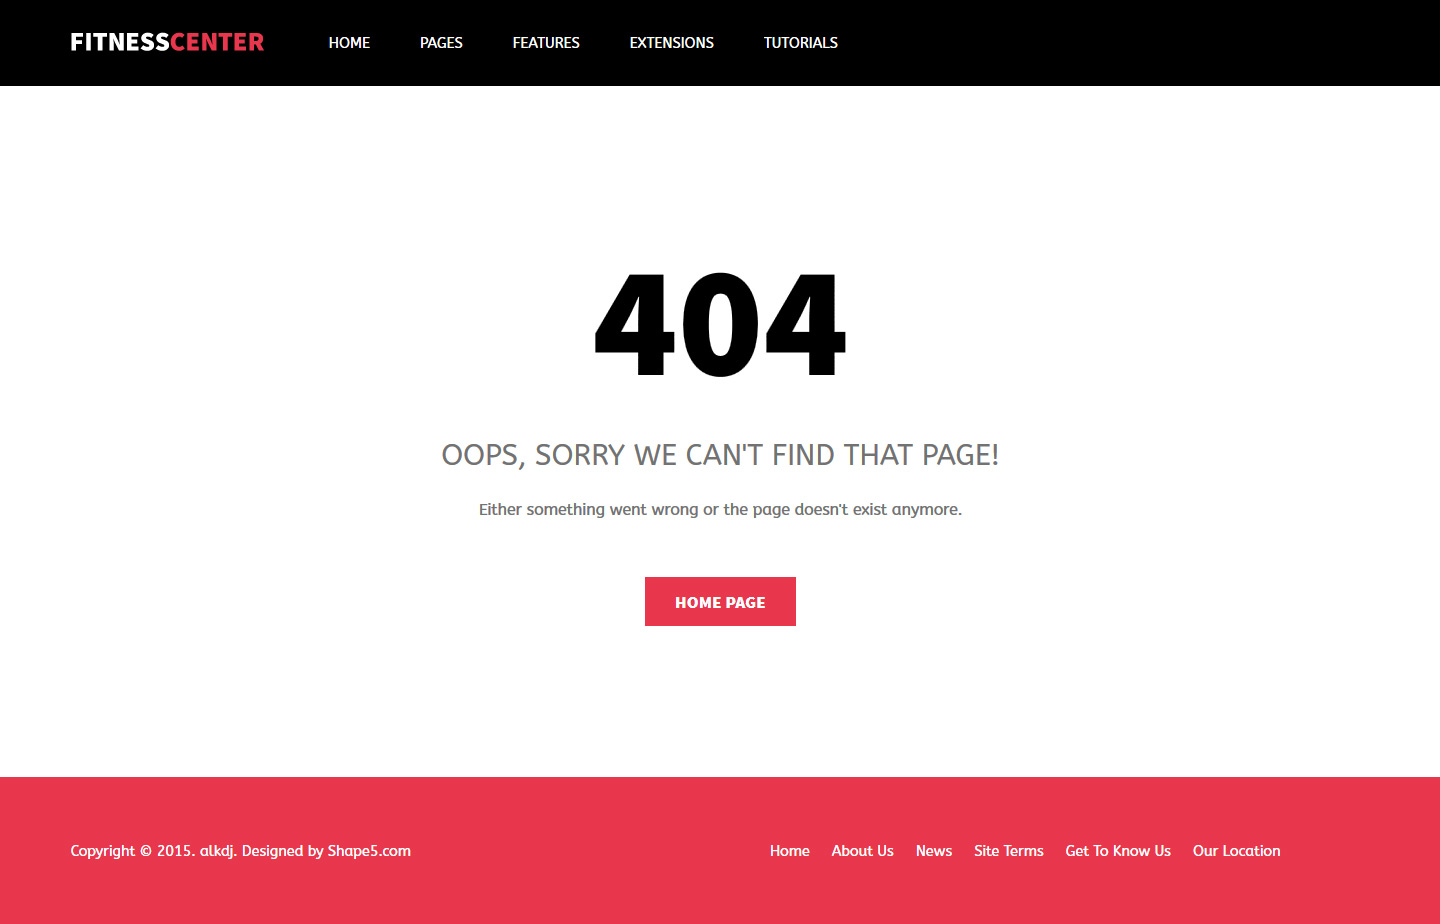 FITNESSCENTER HOME PAGES FEATURES EXTENSIONS TUTORIALS
404
OOPS, SORRY WE CAN'T FIND THAT PAGE!
Either something went wrong or the page doesn't exist anymore.
HOME PAGE
Copyright © 2015. alkdj. Designed by Shape5.com Home About Us News Site Terms Get To Know Us Our Location